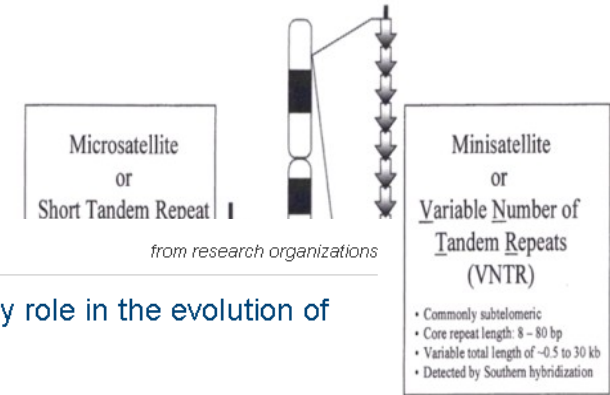 Microsatellite
or
Short Tandem Repeat
Minisatellite
or
Variable Number of
Tandem Repeats
(VNTR)
• Commonly subtelomeric
• Core repeat length: 8 – 80 bp
• Variable total length of ~0.5 to 30 kb
• Detected by Southern hybridization
from research organizations
y role in the evolution of